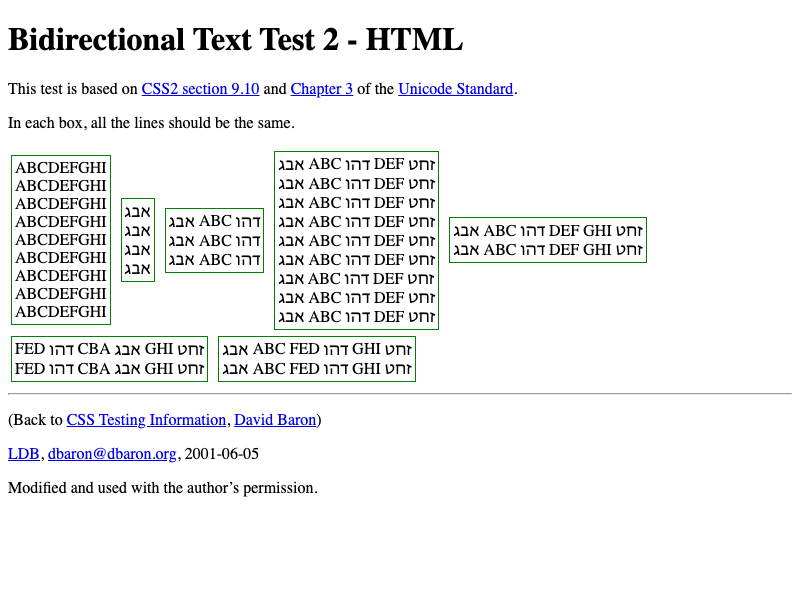 Bidirectional Text Test 2 - HTML
This test is based on CSS2 section 9.10 and Chapter 3 of the Unicode Standard.
In each box, all the lines should be the same.
ABCDEFGHI
ABCDEFGHI
ABCDEFGHI
ABCDEFGHI
ABCDEFGHI
ABCDEFGHI
ABCDEFGHI
ABCDEFGHI
ABCDEFGHI
אבג
אבג
אבג
אבג
אבג ABC דהו
אבג ABC דהו
אבג ABC דהו
אבג ABC דהו DEF זחט
אבג ABC דהו DEF זחט
אבג ABC דהו DEF זחט
אבג ABC דהו DEF זחט
אבג ABC דהו DEF זחט
אבג ABC דהו DEF זחט
אבג ABC דהו DEF זחט
אבג ABC דהו DEF זחט
אבג ABC דהו DEF זחט
אבג ABC דהו DEF GHI זחט
אבג ABC דהו DEF GHI זחט
FED דהו CBA אבג GHI זחט
FED דהו CBA אבג GHI זחט
אבג ABC FED דהו GHI זחט
אבג ABC FED דהו GHI זחט
(Back to CSS Testing Information, David Baron)
LDB, dbaron@dbaron.org, 2001-06-05
Modified and used with the author’s permission.